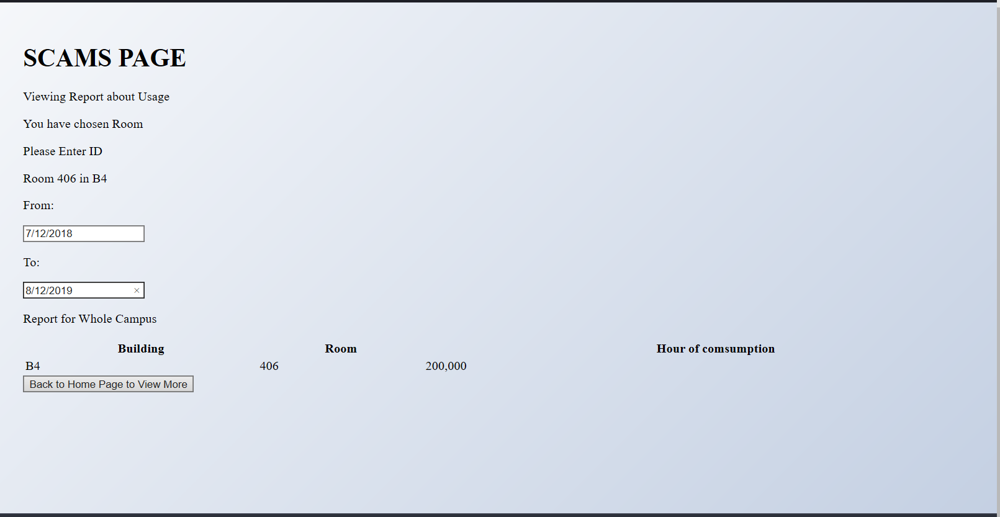 SCAMS PAGE
Viewing Report about Usage
You have chosen Room
Please Enter ID
Room 406 in B4
From:
7/12/2018
To:
8/12/2019 ×
Report for Whole Campus
Building Room Hour of comsumption
B4 406 200,000
Back to Home Page to View More